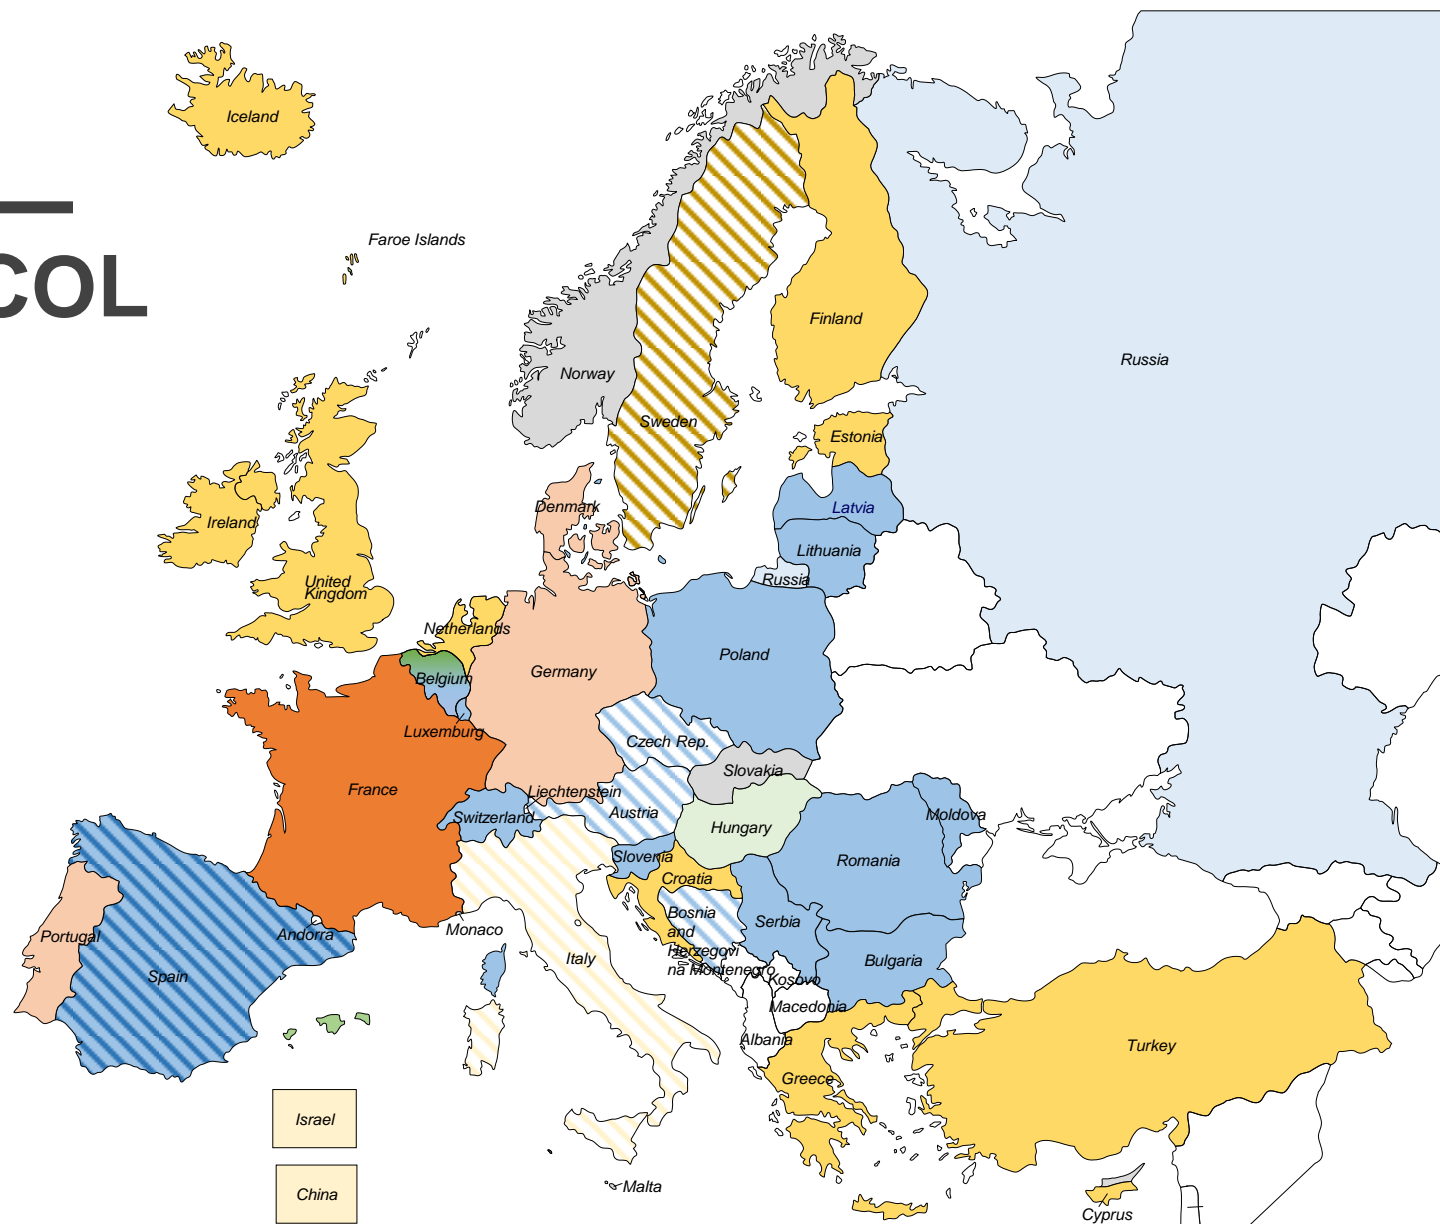 Iceland
Faroe Islands
COL
Finland
Russia
Norway
Sweden
Estonia
Denmark
Latvia
Ireland
Lithuania
Russia
United
Kingdom
Netherlands
Poland
Germany
Belgium
Luxemburg
Czech Rep.
Slovakia
France
Liechtenstein
Austria
Switzerland
Moldova
Hungary
Slovenia
Romania
Croatia
Bosnia
and
Herzegovi
na Montenegro
Serbia
Monaco
Andorra
Portugal
Spain
Italy
Bulgaria
Kosovo
Macedonia
Albania
Turkey
Greece
Israel
Malta
China
Cyprus